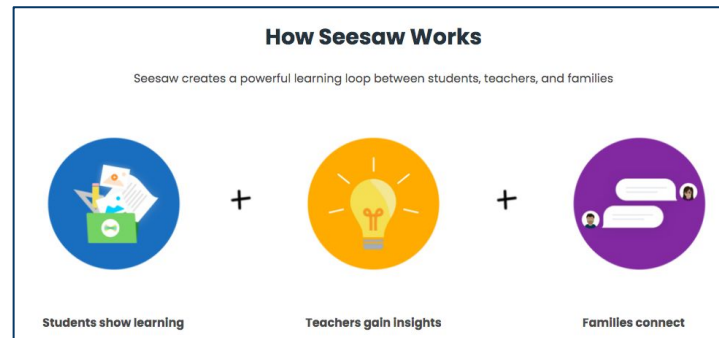 How Seesaw Works
Seesaw creates a powerful learning loop between students, teachers, and families
+ +
Students show learning Teachers gain insights Families connect